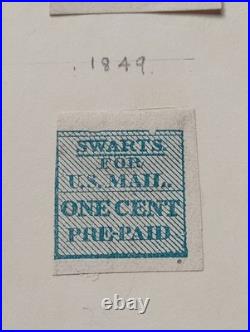 1849.
SWARTS
FOR
U.S. MAIL.
ONE CENT
PRE-PAID